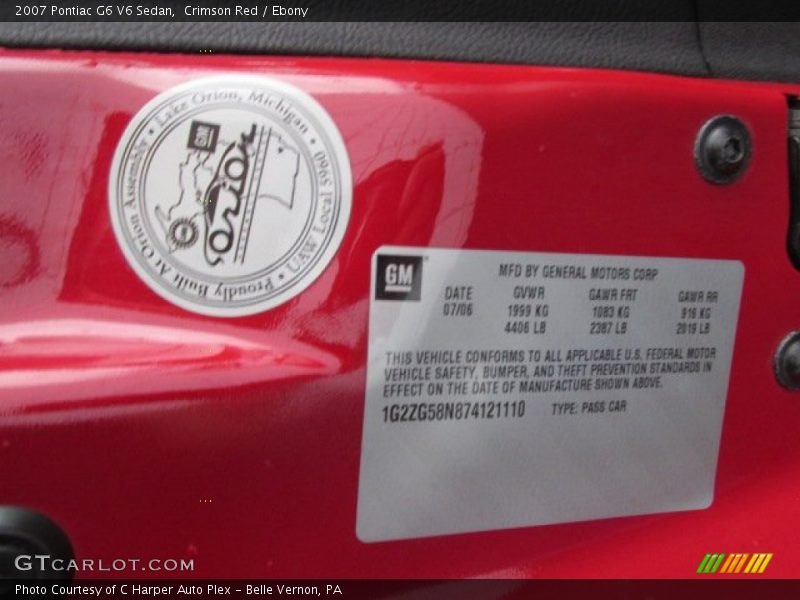 2007 Pontiac G6 V6 Sedan,  Crimson Red / Ebony
Lake Orion, Michigan • UAW Local 5960 • Proudly Built At Orion Assembly •
GM
orion
GM
MFD BY GENERAL MOTORS CORP
DATE GVWR GAWR FRT GAWR RR
07/06 1999 KG 1083 KG 916 KG
4406 LB 2387 LB 2019 LB
THIS VEHICLE CONFORMS TO ALL APPLICABLE U.S. FEDERAL MOTOR
VEHICLE SAFETY, BUMPER, AND THEFT PREVENTION STANDARDS IN
EFFECT ON THE DATE OF MANUFACTURE SHOWN ABOVE.
1G2ZG58N874121110 TYPE: PASS CAR
GTCARLOT.COM
Photo Courtesy of C Harper Auto Plex - Belle Vernon, PA